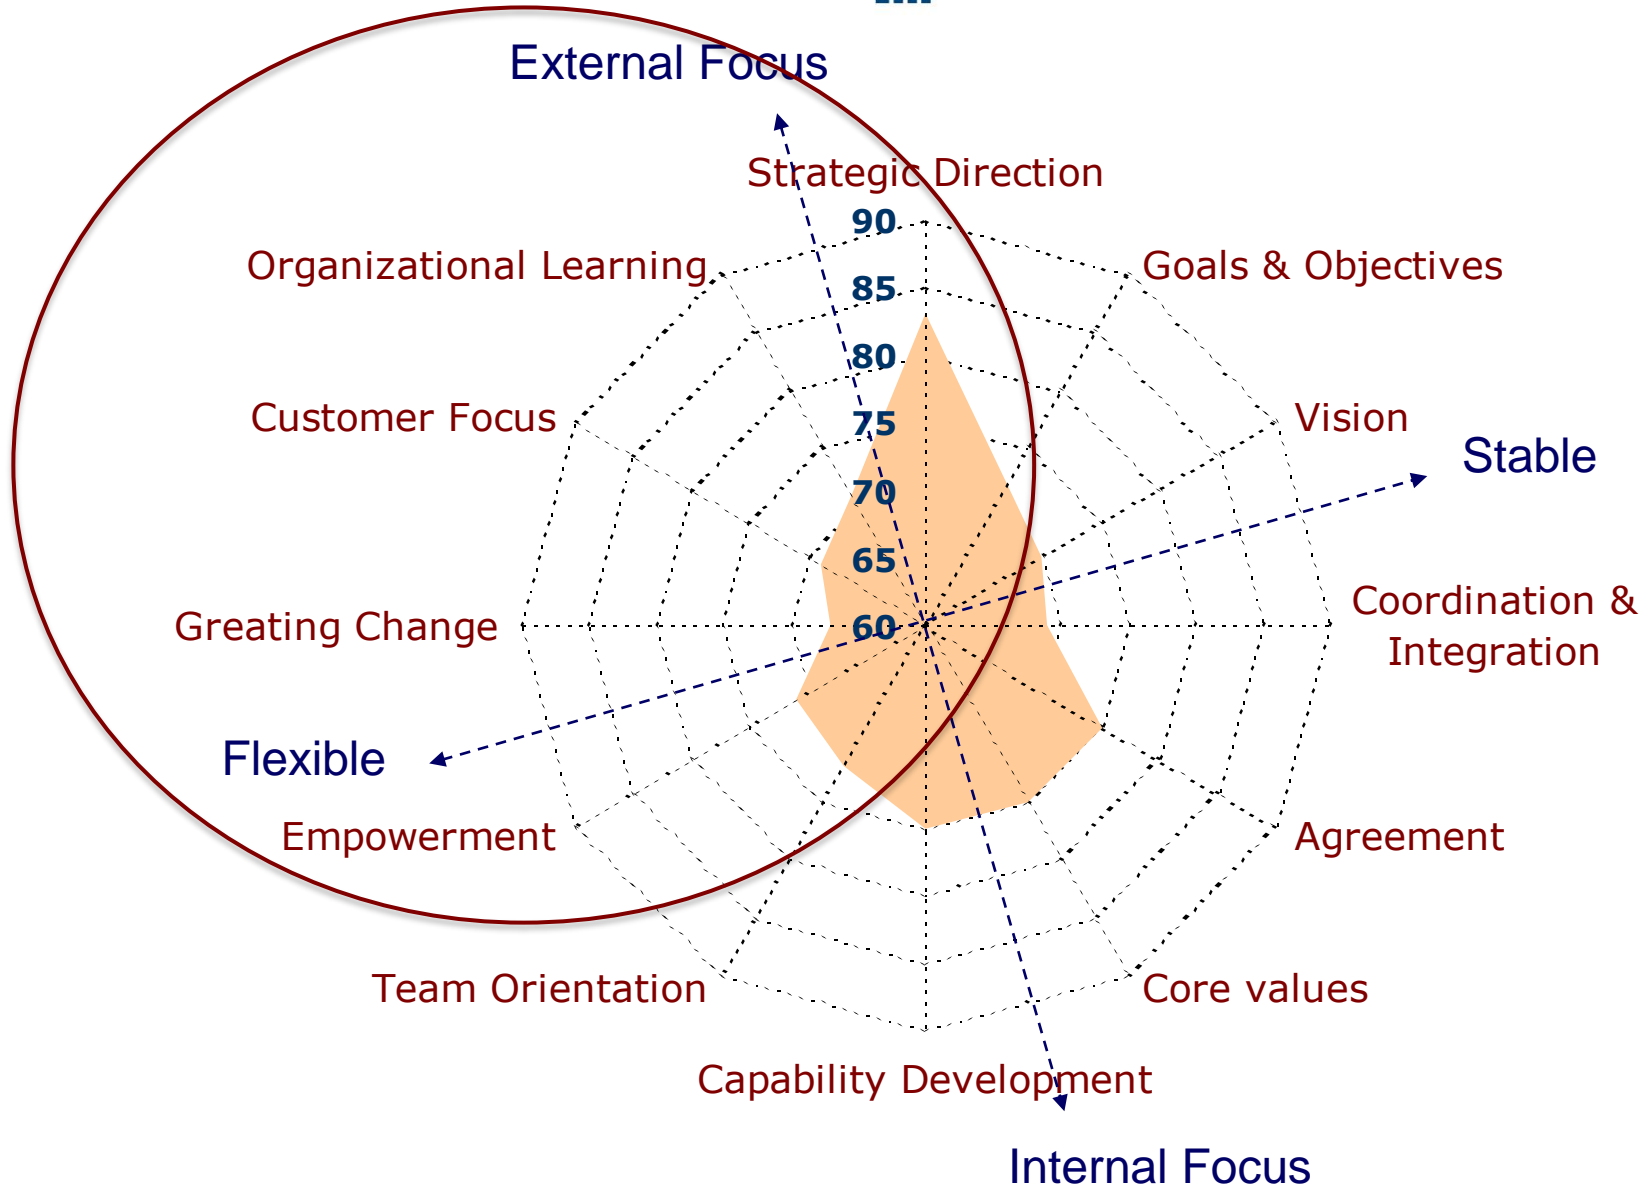 External Focus
Strategic Direction
90
Organizational Learning
Goals & Objectives
85
80
Customer Focus
75
Vision
Stable
70
65
Greating Change
60
Coordination &
Integration
Flexible
Empowerment
Agreement
Team Orientation
Core values
Capability Development
Internal Focus